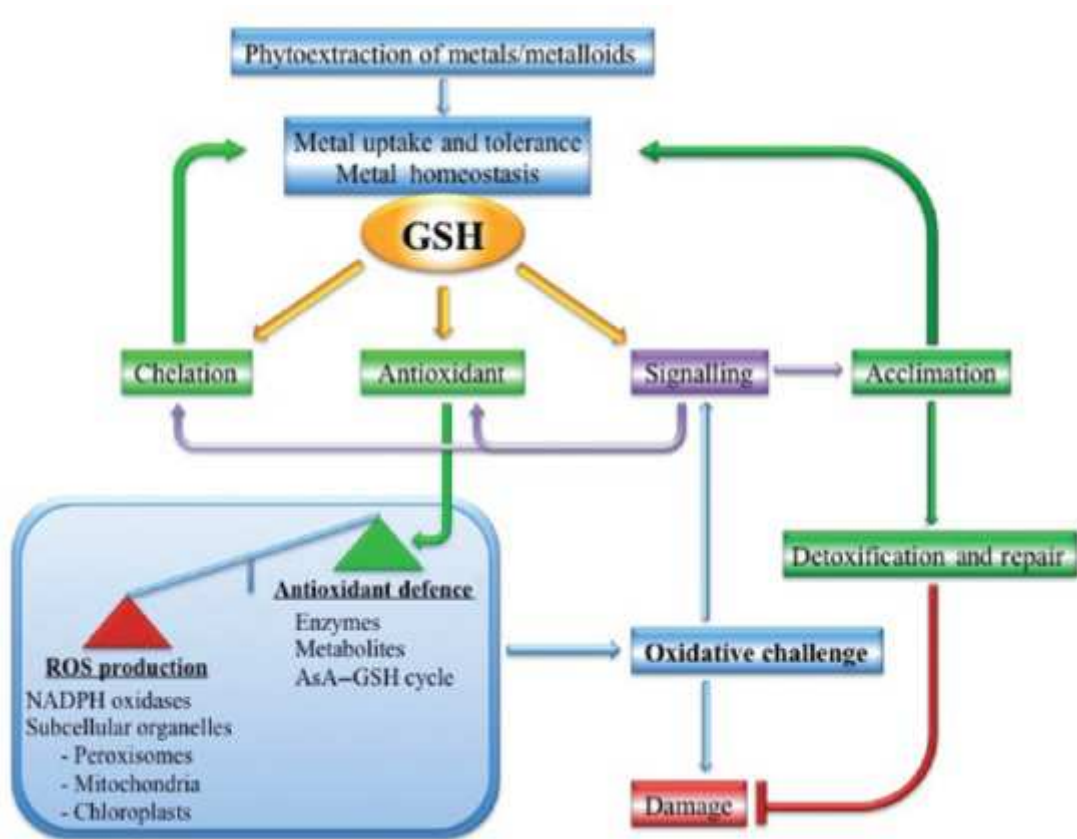 Phytoextraction of metals/metalloids
Metal uptake and tolerance
Metal homeostasis
GSH
Chelation
Antioxidant
Signalling
Acclimation
Detoxification and repair
Antioxidant defence
Enzymes
Metabolites
AsA–GSH cycle
ROS production
NADPH oxidases
Subcellular organelles
- Peroxisomes
- Mitochondria
- Chloroplasts
Oxidative challenge
Damage